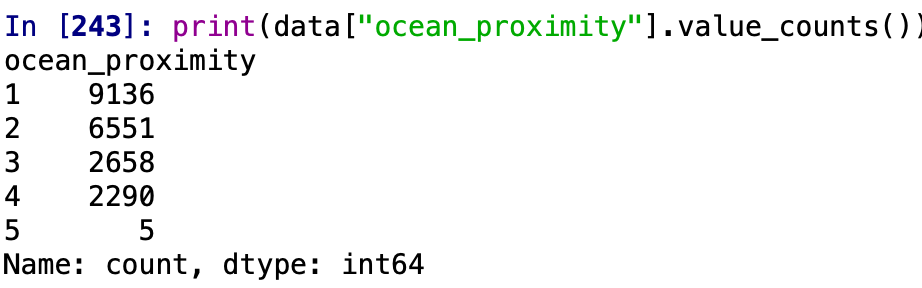 In [243]: print(data["ocean_proximity"].value_counts())
ocean_proximity
1    9136
2    6551
3    2658
4    2290
5       5
Name: count, dtype: int64